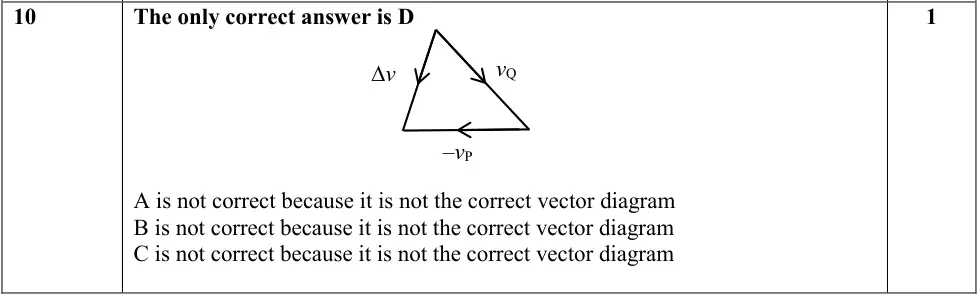 10 The only correct answer is D 1
Δv vQ
–vP
A is not correct because it is not the correct vector diagram
B is not correct because it is not the correct vector diagram
C is not correct because it is not the correct vector diagram